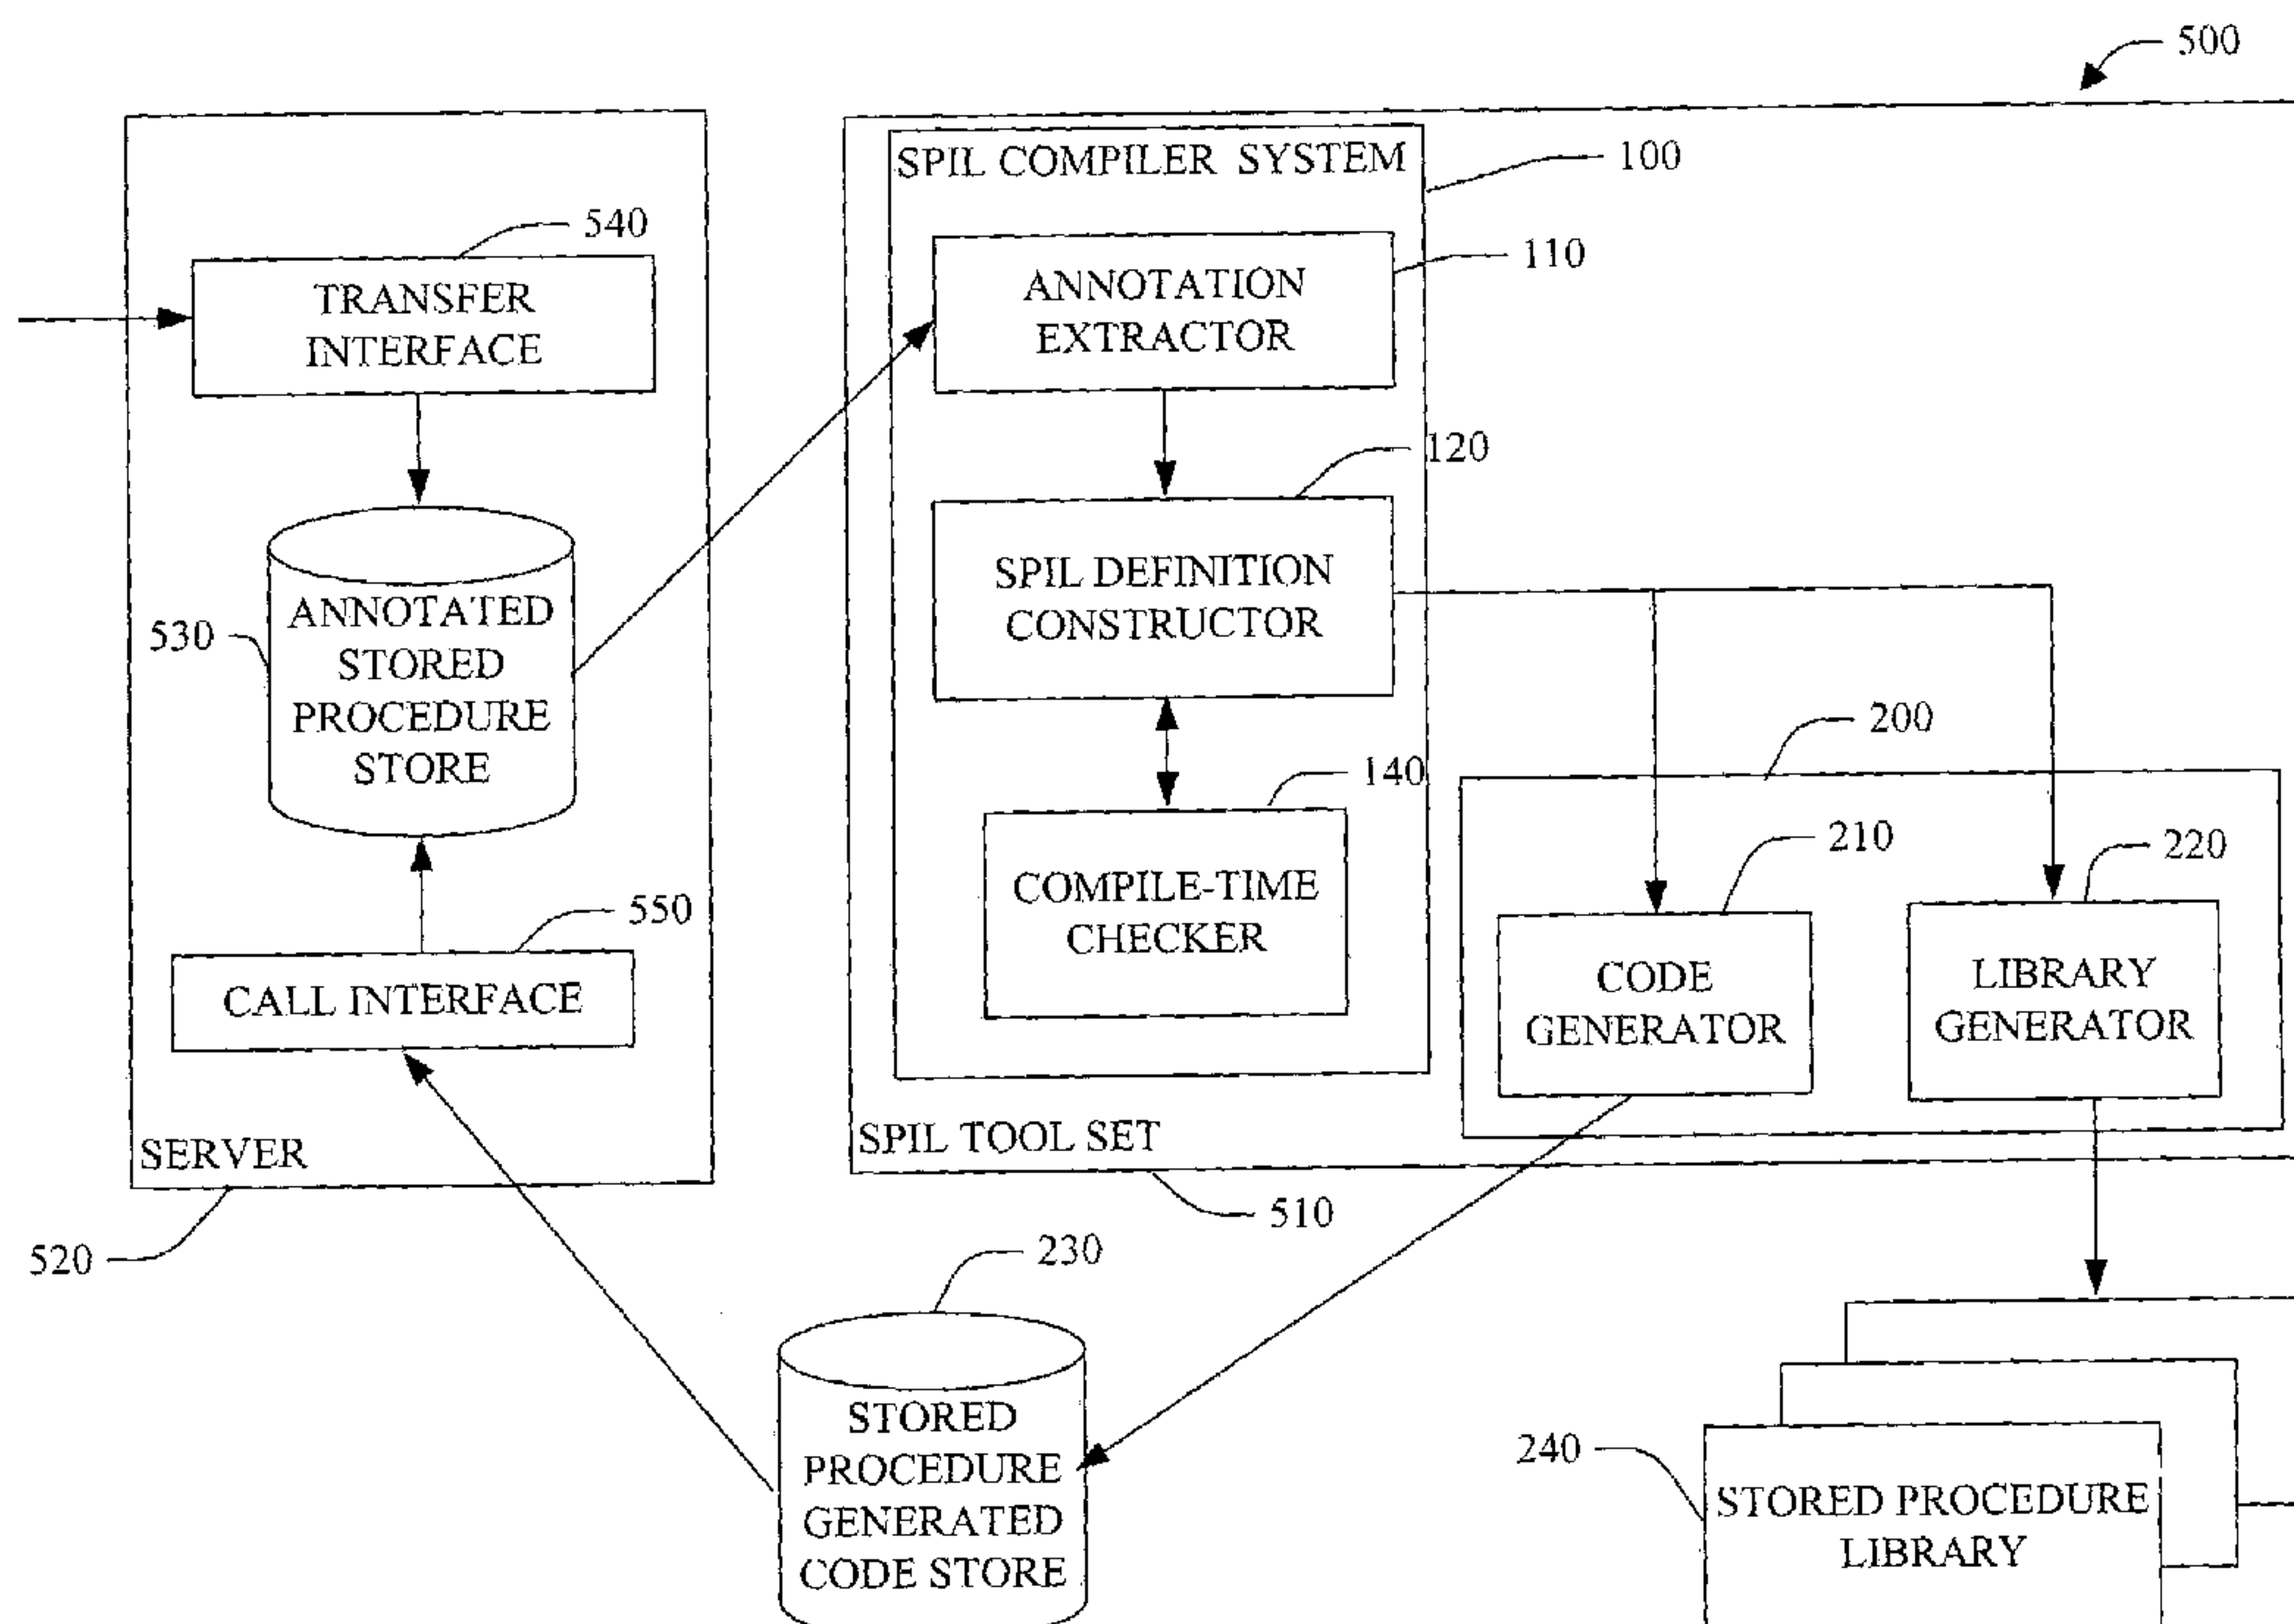 500
SPIL COMPILER SYSTEM
100
540
TRANSFER
INTERFACE
110
ANNOTATION
EXTRACTOR
120
530
ANNOTATED
STORED
PROCEDURE
STORE
SPIL DEFINITION
CONSTRUCTOR
200
140
COMPILE-TIME
CHECKER
210
220
550
CALL INTERFACE
CODE
GENERATOR
LIBRARY
GENERATOR
SERVER
SPIL TOOL SET
520
510
230
STORED
PROCEDURE
GENERATED
CODE STORE
240
STORED PROCEDURE
LIBRARY